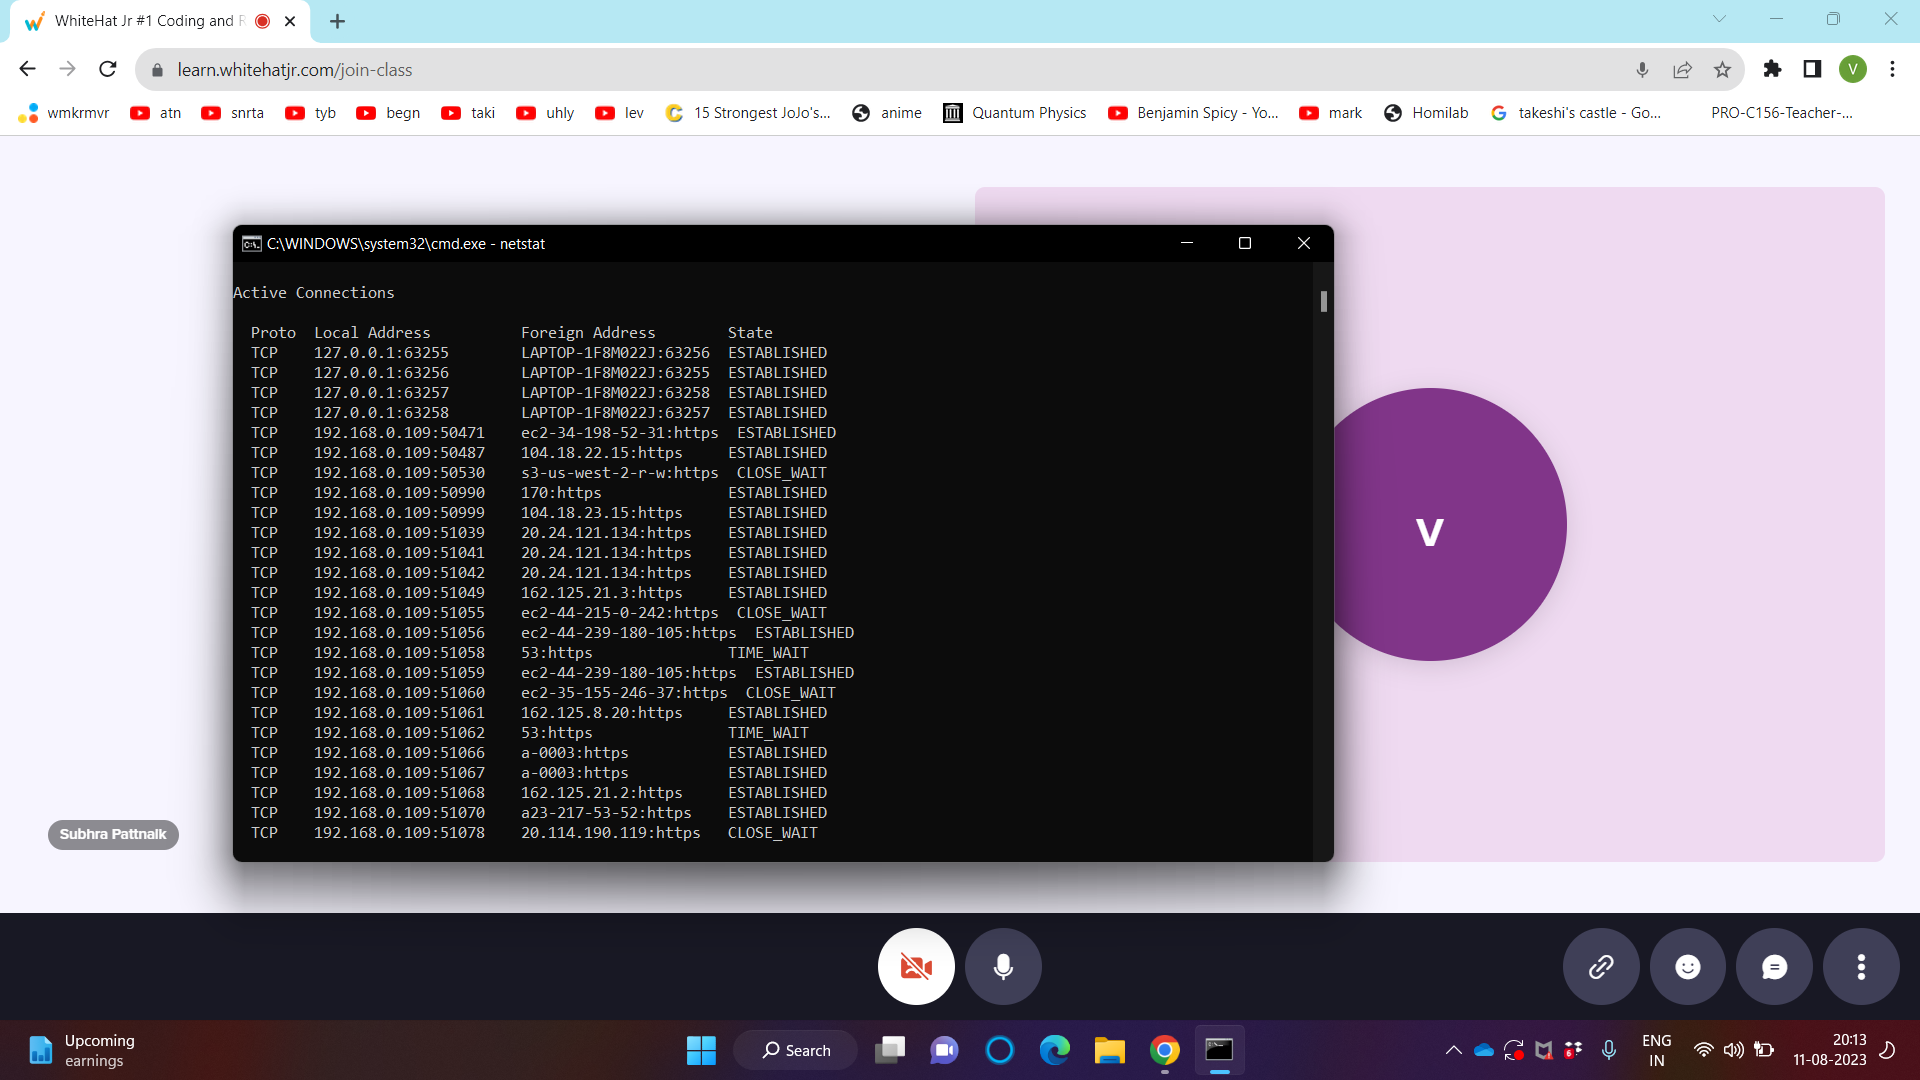 WhiteHat Jr #1 Coding and R
learn.whitehatjr.com/join-class
V
wmkrmvr atn snrta tyb begn taki uhly lev 15 Strongest JoJo's... anime Quantum Physics Benjamin Spicy - Yo... mark Homilab takeshi's castle - Go... PRO-C156-Teacher-...
C:\WINDOWS\system32\cmd.exe - netstat
Active Connections
Proto  Local Address          Foreign Address        State
TCP    127.0.0.1:63255        LAPTOP-1F8M022J:63256  ESTABLISHED
TCP    127.0.0.1:63256        LAPTOP-1F8M022J:63255  ESTABLISHED
TCP    127.0.0.1:63257        LAPTOP-1F8M022J:63258  ESTABLISHED
TCP    127.0.0.1:63258        LAPTOP-1F8M022J:63257  ESTABLISHED
TCP    192.168.0.109:50471    ec2-34-198-52-31:https  ESTABLISHED
TCP    192.168.0.109:50487    104.18.22.15:https     ESTABLISHED
TCP    192.168.0.109:50530    s3-us-west-2-r-w:https  CLOSE_WAIT
TCP    192.168.0.109:50990    170:https              ESTABLISHED
TCP    192.168.0.109:50999    104.18.23.15:https     ESTABLISHED
TCP    192.168.0.109:51039    20.24.121.134:https    ESTABLISHED
TCP    192.168.0.109:51041    20.24.121.134:https    ESTABLISHED
TCP    192.168.0.109:51042    20.24.121.134:https    ESTABLISHED
TCP    192.168.0.109:51049    162.125.21.3:https     ESTABLISHED
TCP    192.168.0.109:51055    ec2-44-215-0-242:https  CLOSE_WAIT
TCP    192.168.0.109:51056    ec2-44-239-180-105:https  ESTABLISHED
TCP    192.168.0.109:51058    53:https               TIME_WAIT
TCP    192.168.0.109:51059    ec2-44-239-180-105:https  ESTABLISHED
TCP    192.168.0.109:51060    ec2-35-155-246-37:https  CLOSE_WAIT
TCP    192.168.0.109:51061    162.125.8.20:https     ESTABLISHED
TCP    192.168.0.109:51062    53:https               TIME_WAIT
TCP    192.168.0.109:51066    a-0003:https           ESTABLISHED
TCP    192.168.0.109:51067    a-0003:https           ESTABLISHED
TCP    192.168.0.109:51068    162.125.21.2:https     ESTABLISHED
TCP    192.168.0.109:51070    a23-217-53-52:https    ESTABLISHED
TCP    192.168.0.109:51078    20.114.190.119:https   CLOSE_WAIT
V
Subhra Pattnaik
Upcoming
earnings
Search
6
ENG
IN
20:13
11-08-2023